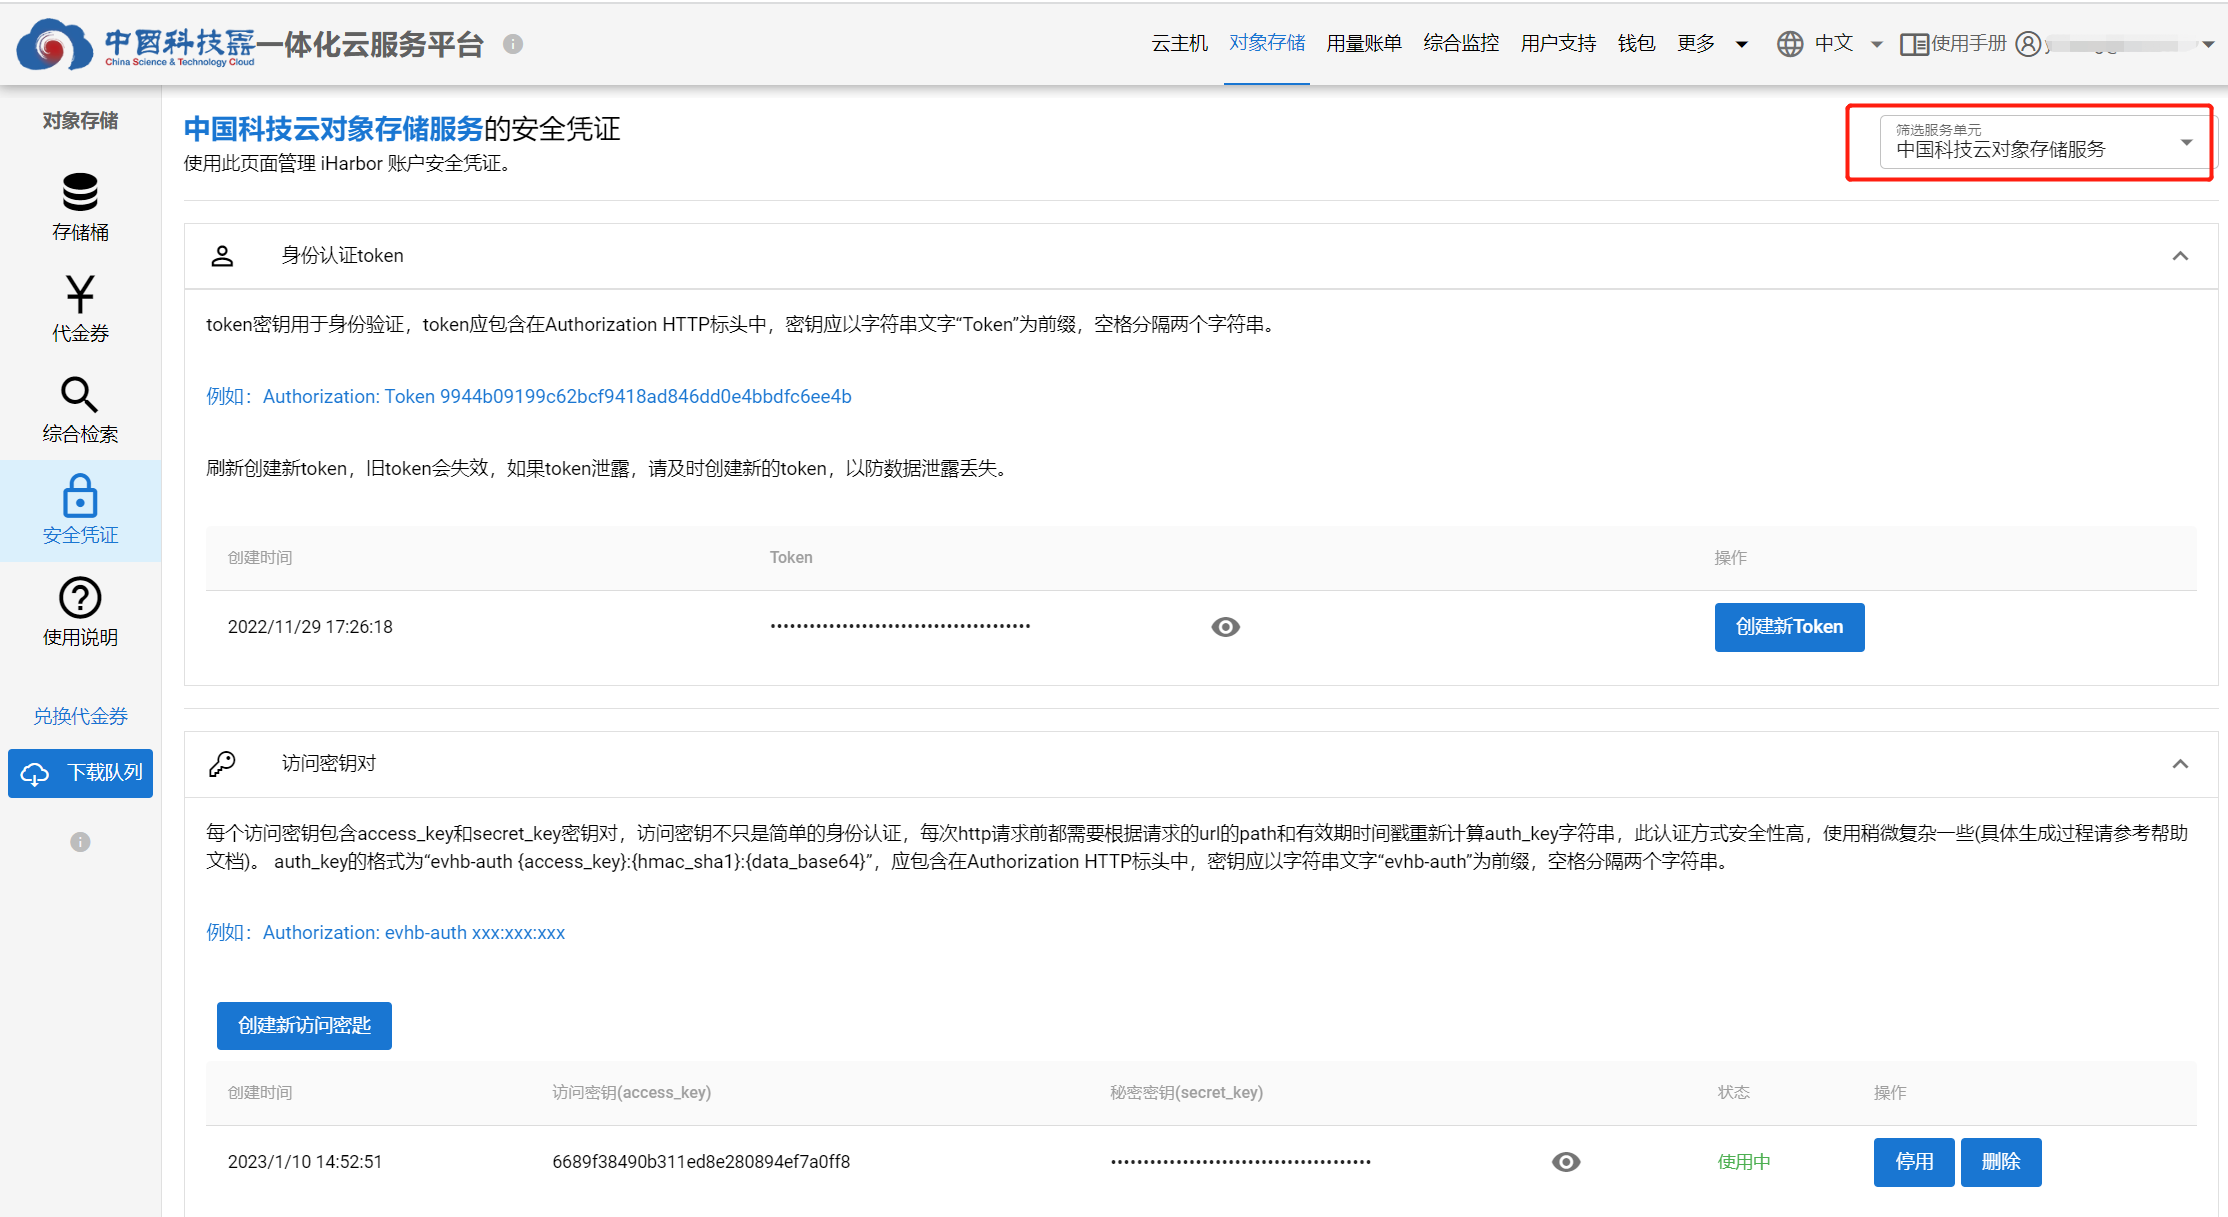 中国科技云 一体化云服务平台
China Science & Technology Cloud
云主机 对象存储 用量账单 综合监控 用户支持 钱包 更多 中文 使用手册
对象存储
存储桶
代金券
综合检索
安全凭证
使用说明
兑换代金券
下载队列
中国科技云对象存储服务的安全凭证
使用此页面管理 iHarbor 账户安全凭证。
筛选服务单元
中国科技云对象存储服务
身份认证token
token密钥用于身份验证，token应包含在Authorization HTTP标头中，密钥应以字符串文字“Token”为前缀，空格分隔两个字符串。
例如：Authorization: Token 9944b09199c62bcf9418ad846dd0e4bbdfc6ee4b
刷新创建新token，旧token会失效，如果token泄露，请及时创建新的token，以防数据泄露丢失。
创建时间 Token 操作
2022/11/29 17:26:18 创建新Token
访问密钥对
每个访问密钥包含access_key和secret_key密钥对，访问密钥不只是简单的身份认证，每次http请求前都需要根据请求的url的path和有效期时间戳重新计算auth_key字符串，此认证方式安全性高，使用稍微复杂一些(具体生成过程请参考帮助
文档)。 auth_key的格式为“evhb-auth {access_key}:{hmac_sha1}:{data_base64}”，应包含在Authorization HTTP标头中，密钥应以字符串文字“evhb-auth”为前缀，空格分隔两个字符串。
例如：Authorization: evhb-auth xxx:xxx:xxx
创建新访问密匙
创建时间 访问密钥(access_key) 秘密密钥(secret_key) 状态 操作
2023/1/10 14:52:51 6689f38490b311ed8e280894ef7a0ff8 使用中 停用 删除